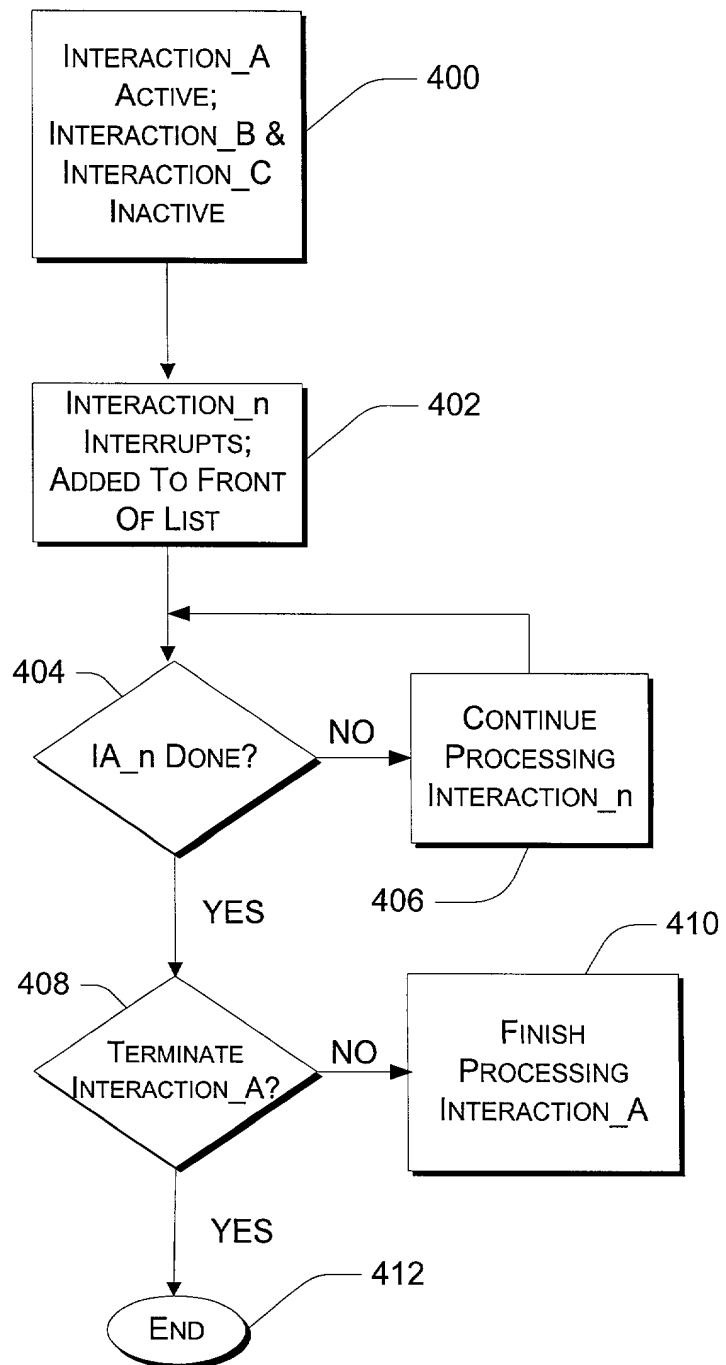 INTERACTION_A
ACTIVE;
INTERACTION_B &
INTERACTION_C
INACTIVE
400
INTERACTION_n
INTERRUPTS;
ADDED TO FRONT
OF LIST
402
404
IA_n DONE?
NO
CONTINUE
PROCESSING
INTERACTION_n
406
YES
408
TERMINATE
INTERACTION_A?
NO
410
FINISH
PROCESSING
INTERACTION_A
YES
END
412